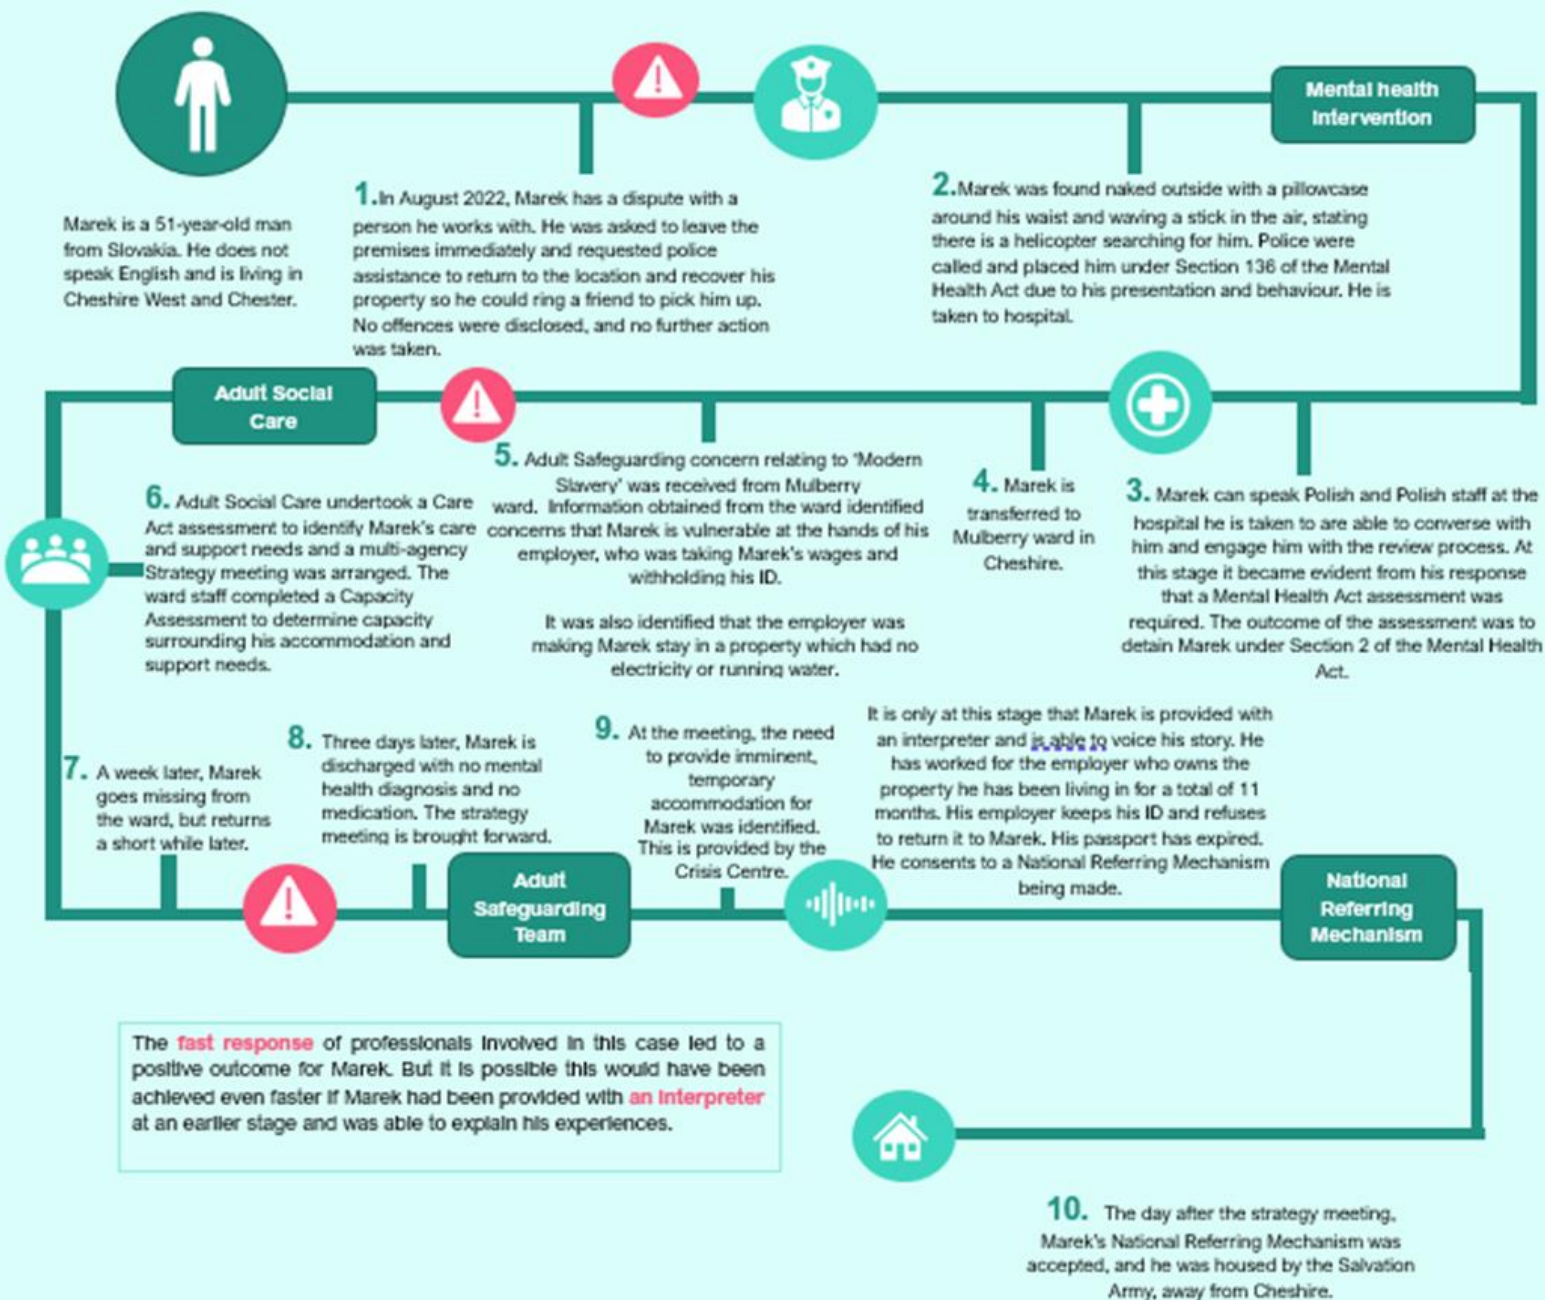 Mental health
Intervention
Marek is a 51-year-old man
from Slovakia. He does not
speak English and is living in
Cheshire West and Chester.
1.In August 2022, Marek has a dispute with a
person he works with. He was asked to leave the
premises immediately and requested police
assistance to return to the location and recover his
property so he could ring a friend to pick him up.
No offences were disclosed, and no further action
was taken.
2.Marek was found naked outside with a pillowcase
around his waist and waving a stick in the air, stating
there is a helicopter searching for him. Police were
called and placed him under Section 136 of the Mental
Health Act due to his presentation and behaviour. He is
taken to hospital.
3. Marek can speak Polish and Polish staff at the
hospital he is taken to are able to converse with
him and engage him with the review process. At
this stage it became evident from his response
that a Mental Health Act assessment was
required. The outcome of the assessment was to
detain Marek under Section 2 of the Mental Health
Act.
4. Marek is
transferred to
Mulberry ward in
Cheshire.
5. Adult Safeguarding concern relating to 'Modern
Slavery' was received from Mulberry
ward. Information obtained from the ward identified
concerns that Marek is vulnerable at the hands of his
employer, who was taking Marek's wages and
withholding his ID.
It was also identified that the employer was
making Marek stay in a property which had no
electricity or running water.
Adult Social
Care
6. Adult Social Care undertook a Care
Act assessment to identify Marek's care
and support needs and a multi-agency
Strategy meeting was arranged. The
ward staff completed a Capacity
Assessment to determine capacity
surrounding his accommodation and
support needs.
7. A week later, Marek
goes missing from
the ward, but returns
a short while later.
8. Three days later, Marek is
discharged with no mental
health diagnosis and no
medication. The strategy
meeting is brought forward.
Adult
Safeguarding
Team
9. At the meeting, the need
to provide imminent,
temporary
accommodation for
Marek was identified.
This is provided by the
Crisis Centre.
It is only at this stage that Marek is provided with
an interpreter and is able to voice his story. He
has worked for the employer who owns the
property he has been living in for a total of 11
months. His employer keeps his ID and refuses
to return it to Marek. His passport has expired.
He consents to a National Referring Mechanism
being made.
National
Referring
Mechanism
The fast response of professionals involved in this case led to a
positive outcome for Marek. But it is possible this would have been
achieved even faster if Marek had been provided with an interpreter
at an earlier stage and was able to explain his experiences.
10. The day after the strategy meeting,
Marek's National Referring Mechanism was
accepted, and he was housed by the Salvation
Army, away from Cheshire.